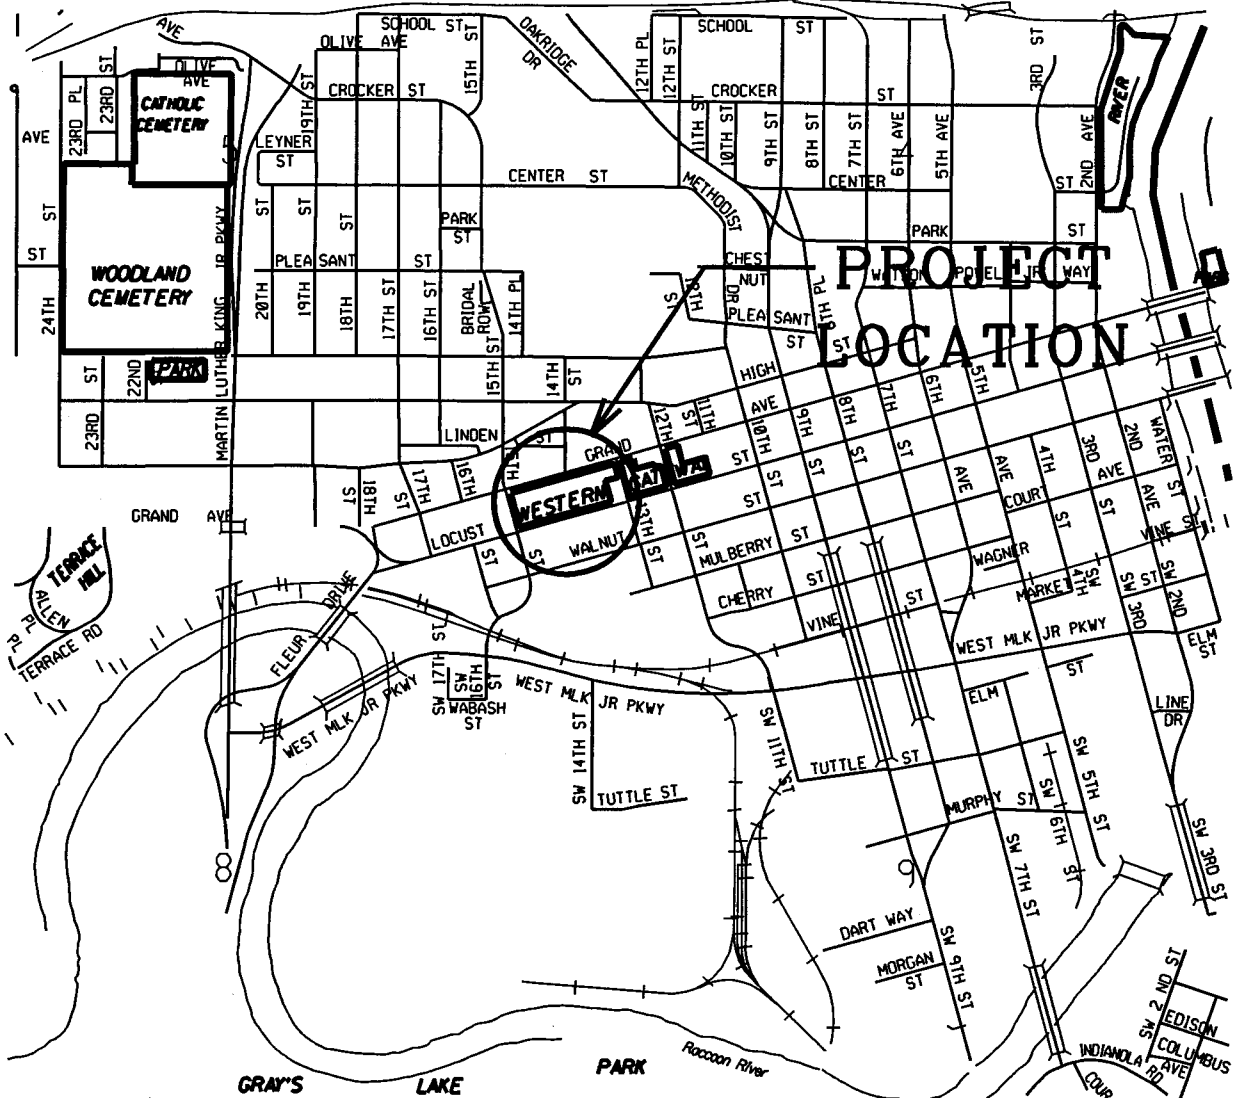 AVE
SCHOOL ST
OLIVE AVE
15TH ST
OAKRIDGE
DR
12TH PL
12TH ST
SCHOOL ST
3RD ST
OLIVE
AVE
23RD PL
23RD ST
CATHOLIC
CEMETERY
19TH ST
CROCKER ST
CROCKER ST
RIVER
AVE
LEYNER
ST
11TH ST
10TH ST
9TH ST
8TH ST
7TH ST
6TH AVE
5TH AVE
2ND AVE
CENTER ST
METHODIST
CENTER ST
ST
ST
ST
ST
ST
PARK
ST
PARK ST
WOODLAND
CEMETERY
PLEASANT ST
CHEST
NUT
DR
PROJECT
LOCATION
WATSON POWELL JR WAY
24TH
20TH
19TH
18TH
17TH ST
16TH ST
BRIDAL
ROW
14TH PL
15TH ST
ST
PLEASANT
ST
9TH PL
ST
MARTIN LUTHER KING JR PKWY
PARK
22ND
ST
23RD
14TH
ST
HIGH
AVE
5TH
6TH
7TH
8TH
9TH
10TH
11TH
ST
12TH
LINDEN ST
GRAND
WESTERN
GATEWAY
ST
ST
ST
ST
ST
AVE
AVE
4TH
3RD
2ND
WATER ST
AVE
COURT
ST
ST
AVE
VINE ST
18TH
ST
17TH
ST
16TH
LOCUST
ST
ST
WALNUT
13TH ST
ST
MULBERRY ST
CHERRY ST
VINE ST
WAGNER
MARKET ST
SW
4TH
SW 3RD
SW 2ND
ELM
ST
GRAND AVE
TERRACE
HILL
ALLEN
PL
PL
TERRACE RD
FLEUR DRIVE
WEST MLK JR PKWY
WEST MLK JR PKWY
WEST MLK JR PKWY
SW 17TH ST
SW
16TH
ST
WABASH
ST
SW 14TH ST
TUTTLE ST
SW 11TH ST
TUTTLE ST
ELM
ST
LINE
DR
SW 5TH ST
SW 6TH ST
MURPHY ST
SW 7TH ST
SW 3RD ST
DART WAY
MORGAN
ST
SW 9TH ST
SW 2 ND ST
EDISON
COLUMBUS
AVE
INDIANOLA RD
Raccoon River
GRAY'S LAKE PARK